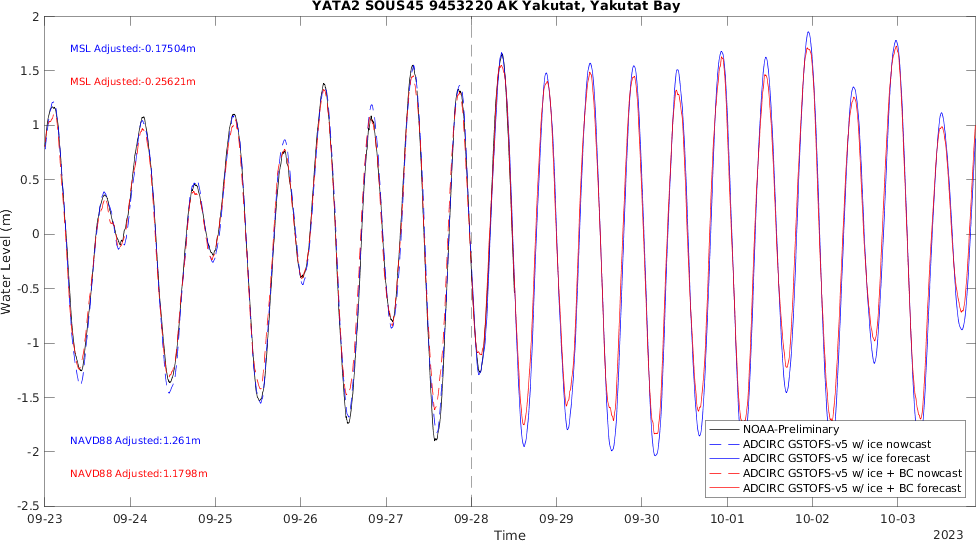 YATA2 SOUS45 9453220 AK Yakutat, Yakutat Bay
2
1.5
1
0.5
0
-0.5
-1
-1.5
-2
-2.5
Water Level (m)
MSL Adjusted:-0.17504m
MSL Adjusted:-0.25621m
NAVD88 Adjusted:1.261m
NAVD88 Adjusted:1.1798m
NOAA-Preliminary
ADCIRC GSTOFS-v5 w/ ice nowcast
ADCIRC GSTOFS-v5 w/ ice forecast
ADCIRC GSTOFS-v5 w/ ice + BC nowcast
ADCIRC GSTOFS-v5 w/ ice + BC forecast
09-23 09-24 09-25 09-26 09-27 09-28 09-29 09-30 10-01 10-02 10-03
Time
2023